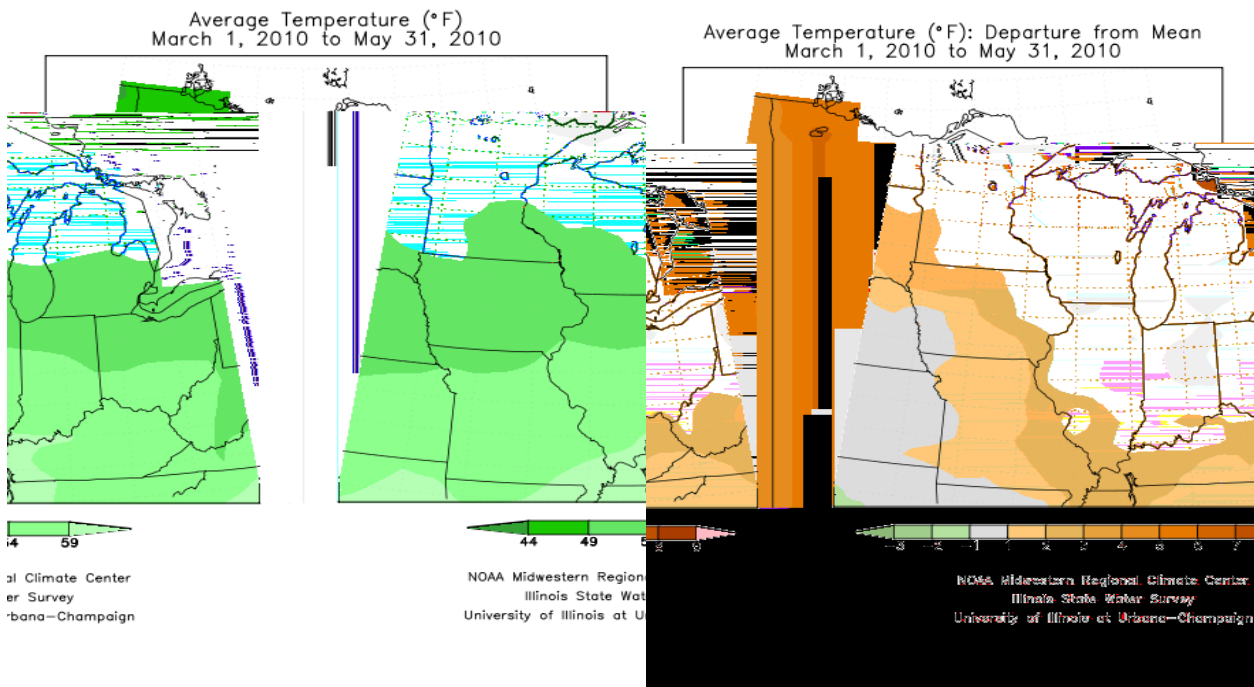 Average Temperature (°F)
March 1, 2010 to May 31, 2010
59
44 49
al Climate Center
er Survey
rbana-Champaign
NOAA Midwestern Regiona
Illinois State Wat
University of Illinois at U
Average Temperature (°F): Departure from Mean
March 1, 2010 to May 31, 2010
NOAA Midwestern Regional Climate Center
Illinois State Water Survey
University of Illinois at Urbana-Champaign